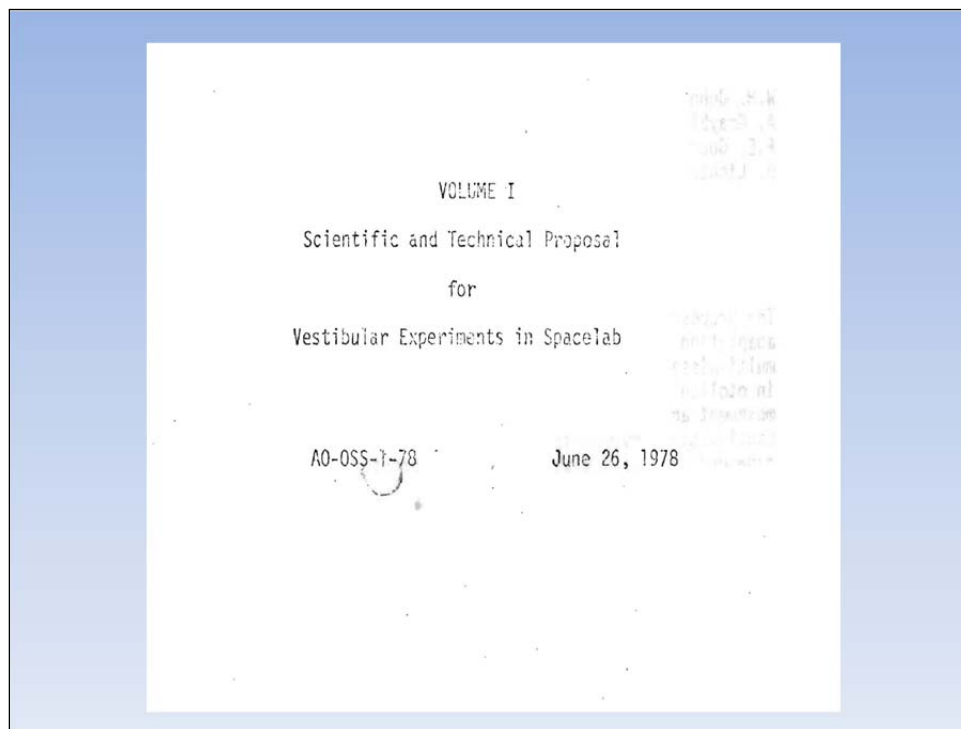 VOLUME I
Scientific and Technical Proposal
for
Vestibular Experiments in Spacelab
AO-OSS-1-78 June 26, 1978